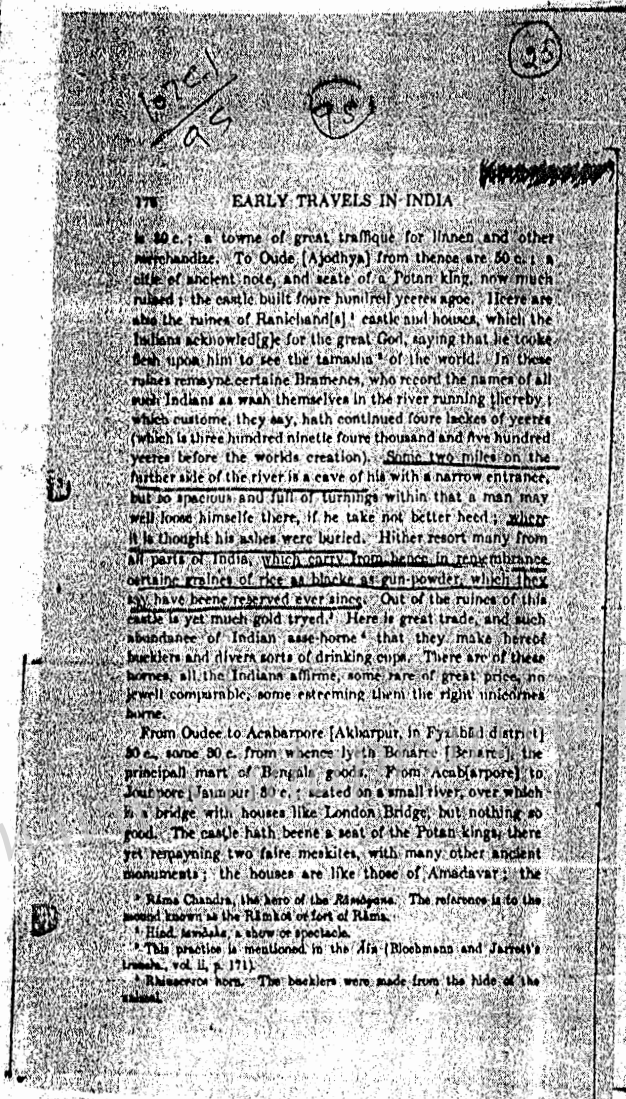 25
95
176 EARLY TRAVELS IN INDIA
is 30 c.; a towne of great traffique for linnen and other
merchandize. To Oude [Ajodhya] from thence are 50 c.; a
citie of ancient note, and seate of a Potan king, now much
ruined; the castle built foure hundred yeeres agoe. Heere are
also the ruines of Ranichand[s] castle and houses, which the
Indians acknowled[g]e for the great God, saying that he tooke
flesh upon him to see the tamasha of the world. In these
ruines remayne certaine Bramenes, who record the names of all
such Indians as wash themselves in the river running thereby;
which custome, they say, hath continued foure lackes of yeeres
(which is three hundred ninetie foure thousand and five hundred
yeeres before the worlds creation). Some two miles on the
further side of the river is a cave of his with a narrow entrance,
but so spacious and full of turnings within that a man may
well loose himselfe there, if he take not better heed; where
it is thought his ashes were buried. Hither resort many from
all parts of India, which carry from hence in remembrance
certaine graines of rice as blacke as gun-powder, which they
say have beene reserved ever since. Out of the ruines of this
castle is yet much gold tryed. Here is great trade, and such
abundance of Indian asse-horne that they make hereof
bucklers and divers sorts of drinking cups. There are of these
hornes, all the Indians affirme, some rare of great price, no
jewell comparable, some esteeming them the right unicornes
horne.
From Oudee to Acabarpore [Akbarpur, in Fyzabad district]
30 c., some 30 c. from whence lyeth Bonaree [Benares], the
principall mart of Bengala goods. From Acab[arpore] to
Jounpore [Jaunpur] 30 c.; seated on a small river, over which
is a bridge with houses like London Bridge, but nothing so
good. The castle hath beene a seat of the Potan kings, there
yet remayning two faire meskites, with many other ancient
monuments; the houses are like those of Amadavar; the
Rāma Chandra, the hero of the Rāmāyana. The reference is to the
mound known as the Rāmkot or fort of Rāma.
Hind. tamāsha, a show or spectacle.
This practice is mentioned in the Āīn (Blochmann and Jarrett's
transln., vol. ii, p. 171).
Rhinoceros horn. The bucklers were made from the hide of the
animal.